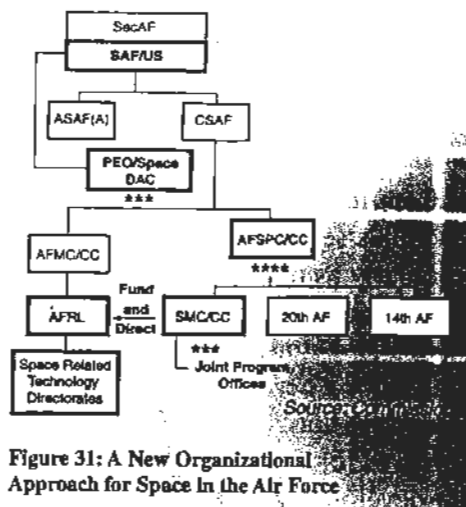 SecAF
SAF/US
ASAF(A)
CSAF
PEO/Space
DAC
***
AFMC/CC
AFSPC/CC
****
AFRL
Fund
and
Direct
SMC/CC
20th AF
14th AF
***
Joint Program
Offices
Space Related
Technology
Directorates
Source:
Figure 31: A New Organizational
Approach for Space in the Air Force